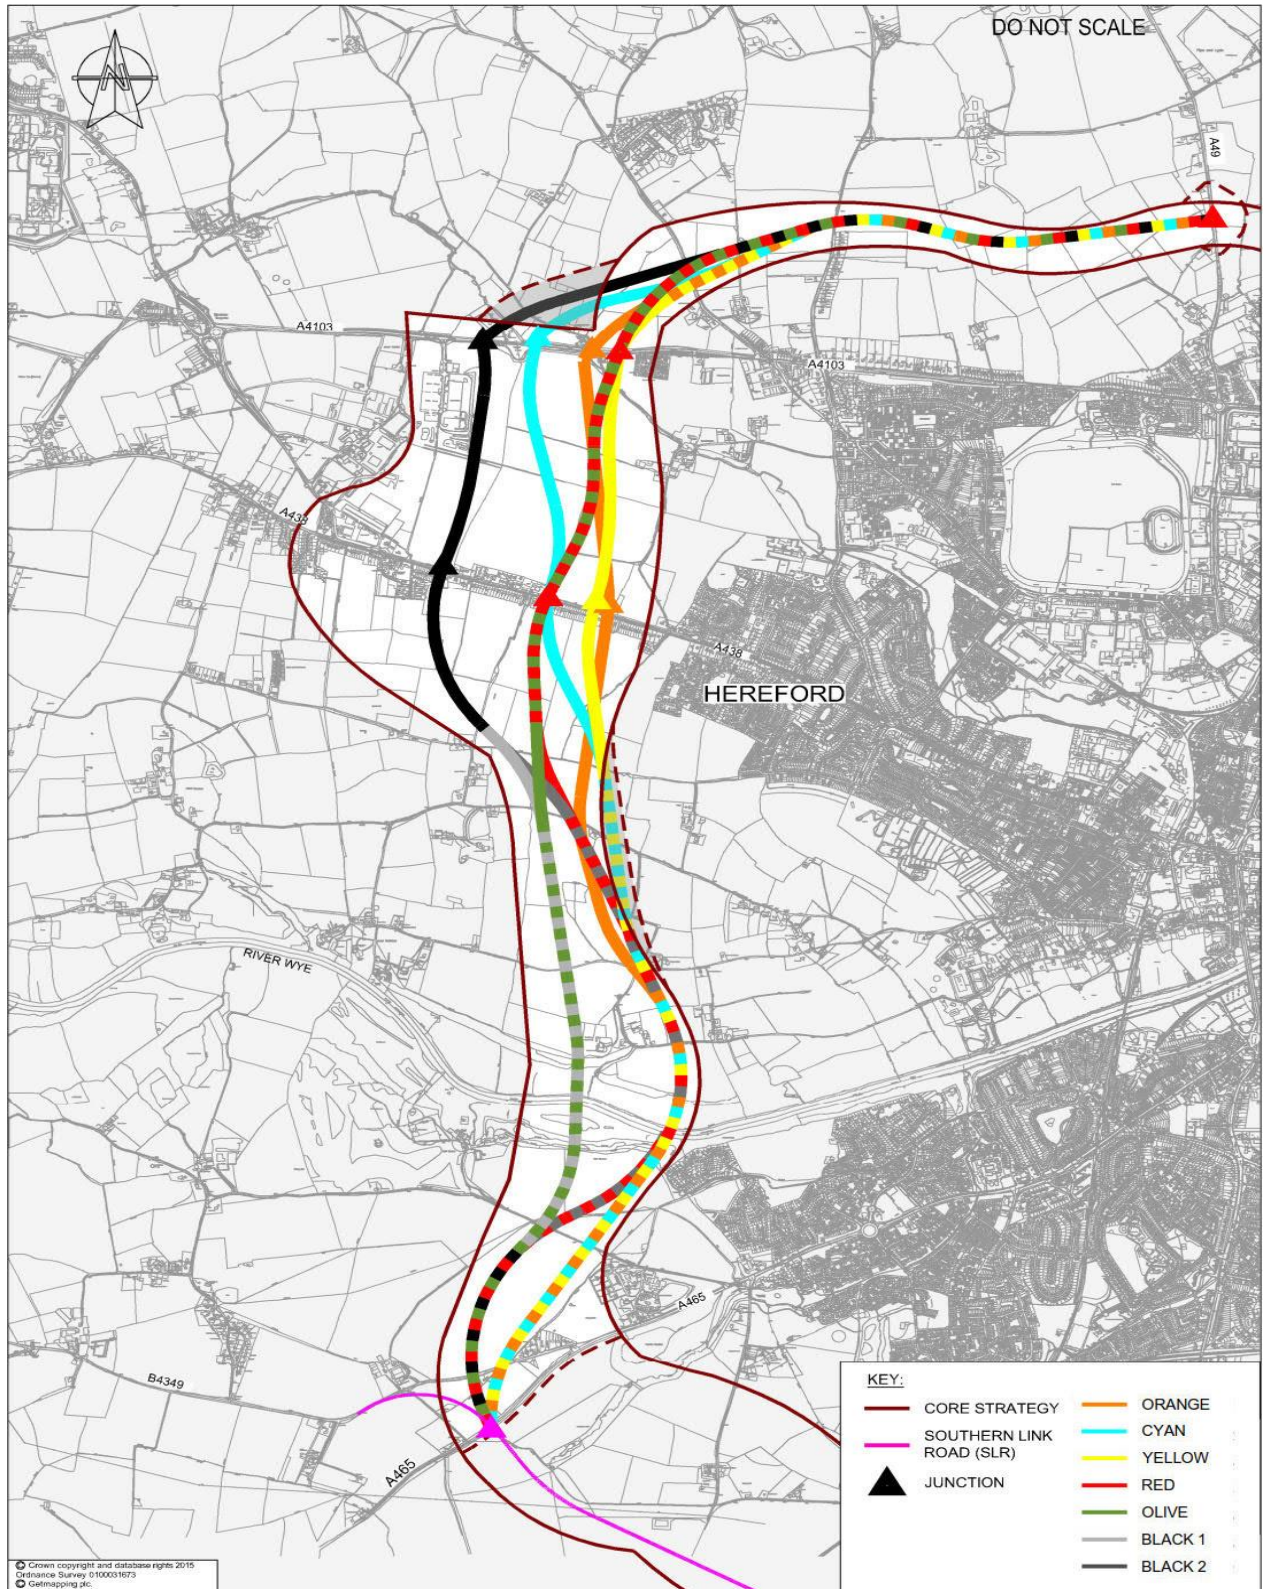 DO NOT SCALE
N
A49
A4103
A4103
A438
A438
HEREFORD
RIVER WYE
A465
B4349
A465
KEY:
CORE STRATEGY
SOUTHERN LINK
ROAD (SLR)
JUNCTION
ORANGE
CYAN
YELLOW
RED
OLIVE
BLACK 1
BLACK 2
© Crown copyright and database rights 2015
Ordnance Survey 0100031673
© Getmapping plc.